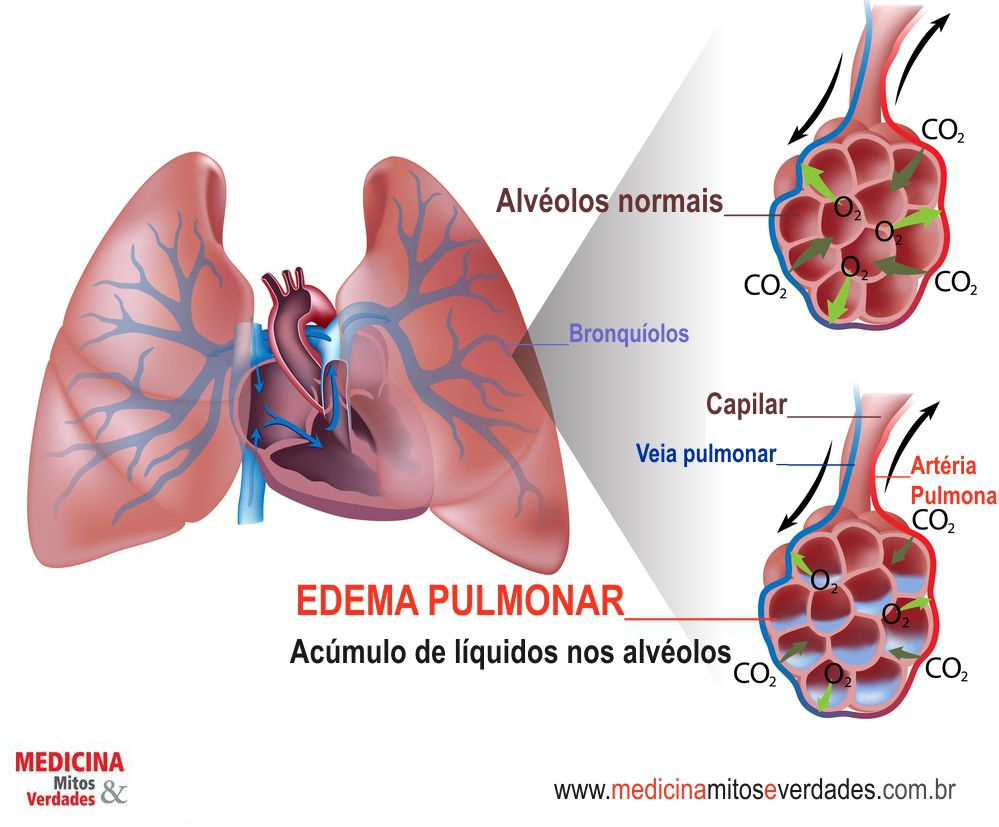 CO₂
Alvéolos normais
O₂
O₂
O₂
CO₂
CO₂
Bronquíolos
Capilar
Veia pulmonar
Artéria
Pulmona
CO₂
O₂
EDEMA PULMONAR
O₂
Acúmulo de líquidos nos alvéolos
CO₂
O₂
CO₂
MEDICINA
Mitos
Verdades &
www.medicinamitoseverdades.com.br